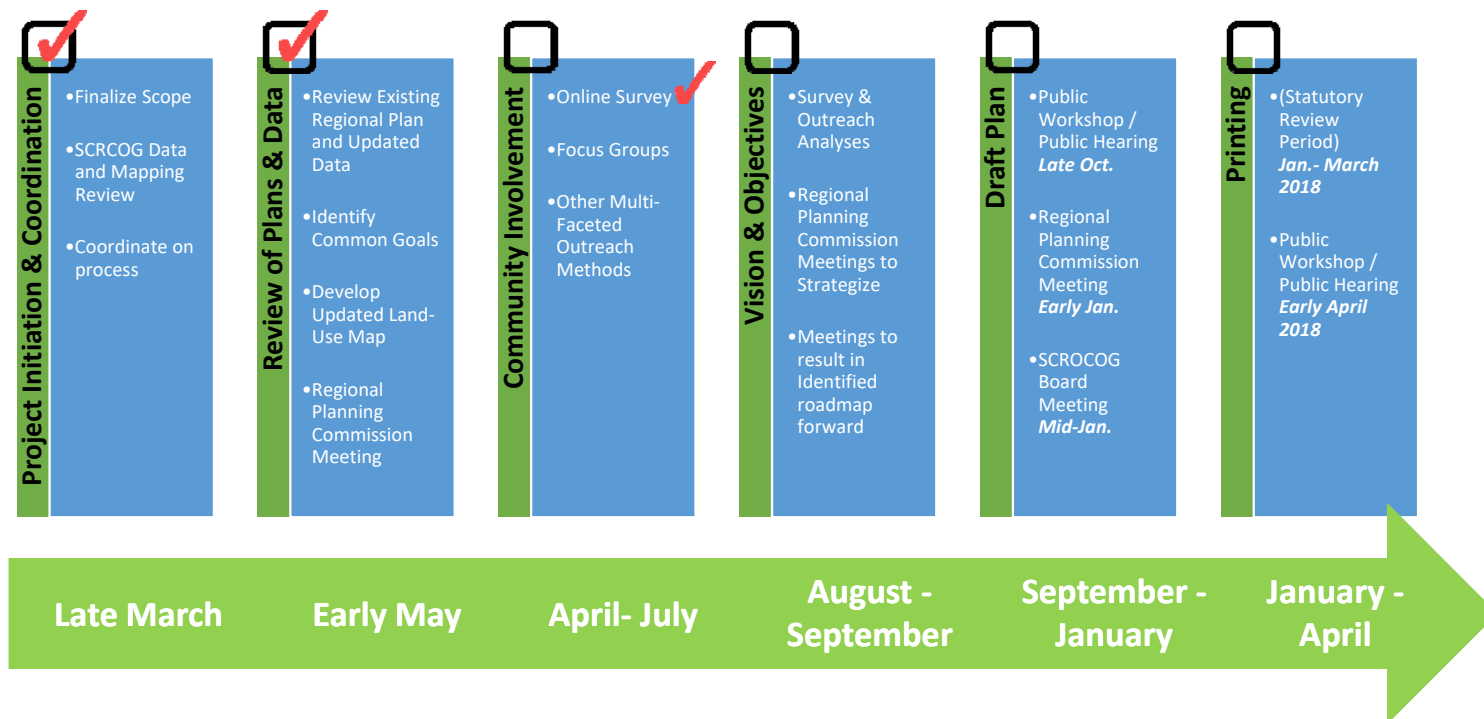 Project Initiation & Coordination
•Finalize Scope
•SCRCOG Data
and Mapping
Review
•Coordinate on
process
Review of Plans & Data
•Review Existing
Regional Plan
and Updated
Data
•Identify
Common Goals
•Develop
Updated Land-
Use Map
•Regional
Planning
Commission
Meeting
Community Involvement
•Online Survey
•Focus Groups
•Other Multi-
Faceted
Outreach
Methods
Vision & Objectives
•Survey &
Outreach
Analyses
•Regional
Planning
Commission
Meetings to
Strategize
•Meetings to
result in
Identified
roadmap
forward
Draft Plan
•Public
Workshop /
Public Hearing
Late Oct.
•Regional
Planning
Commission
Meeting
Early Jan.
•SCROCOG
Board
Meeting
Mid-Jan.
Printing
•(Statutory
Review
Period)
Jan.- March
2018
•Public
Workshop /
Public Hearing
Early April
2018
Late March
Early May
April- July
August -
September
September -
January
January -
April